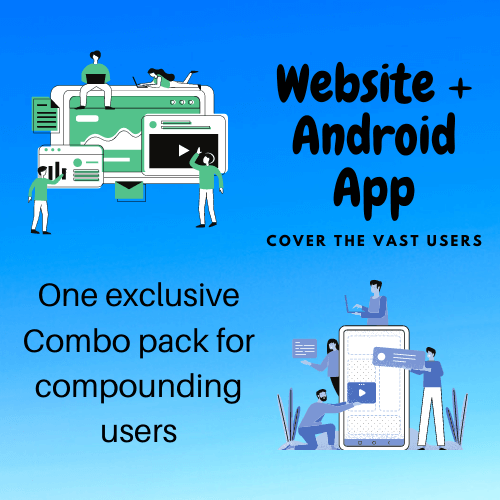 Website +
Android
App
COVER THE VAST USERS
One exclusive
Combo pack for
compounding
users